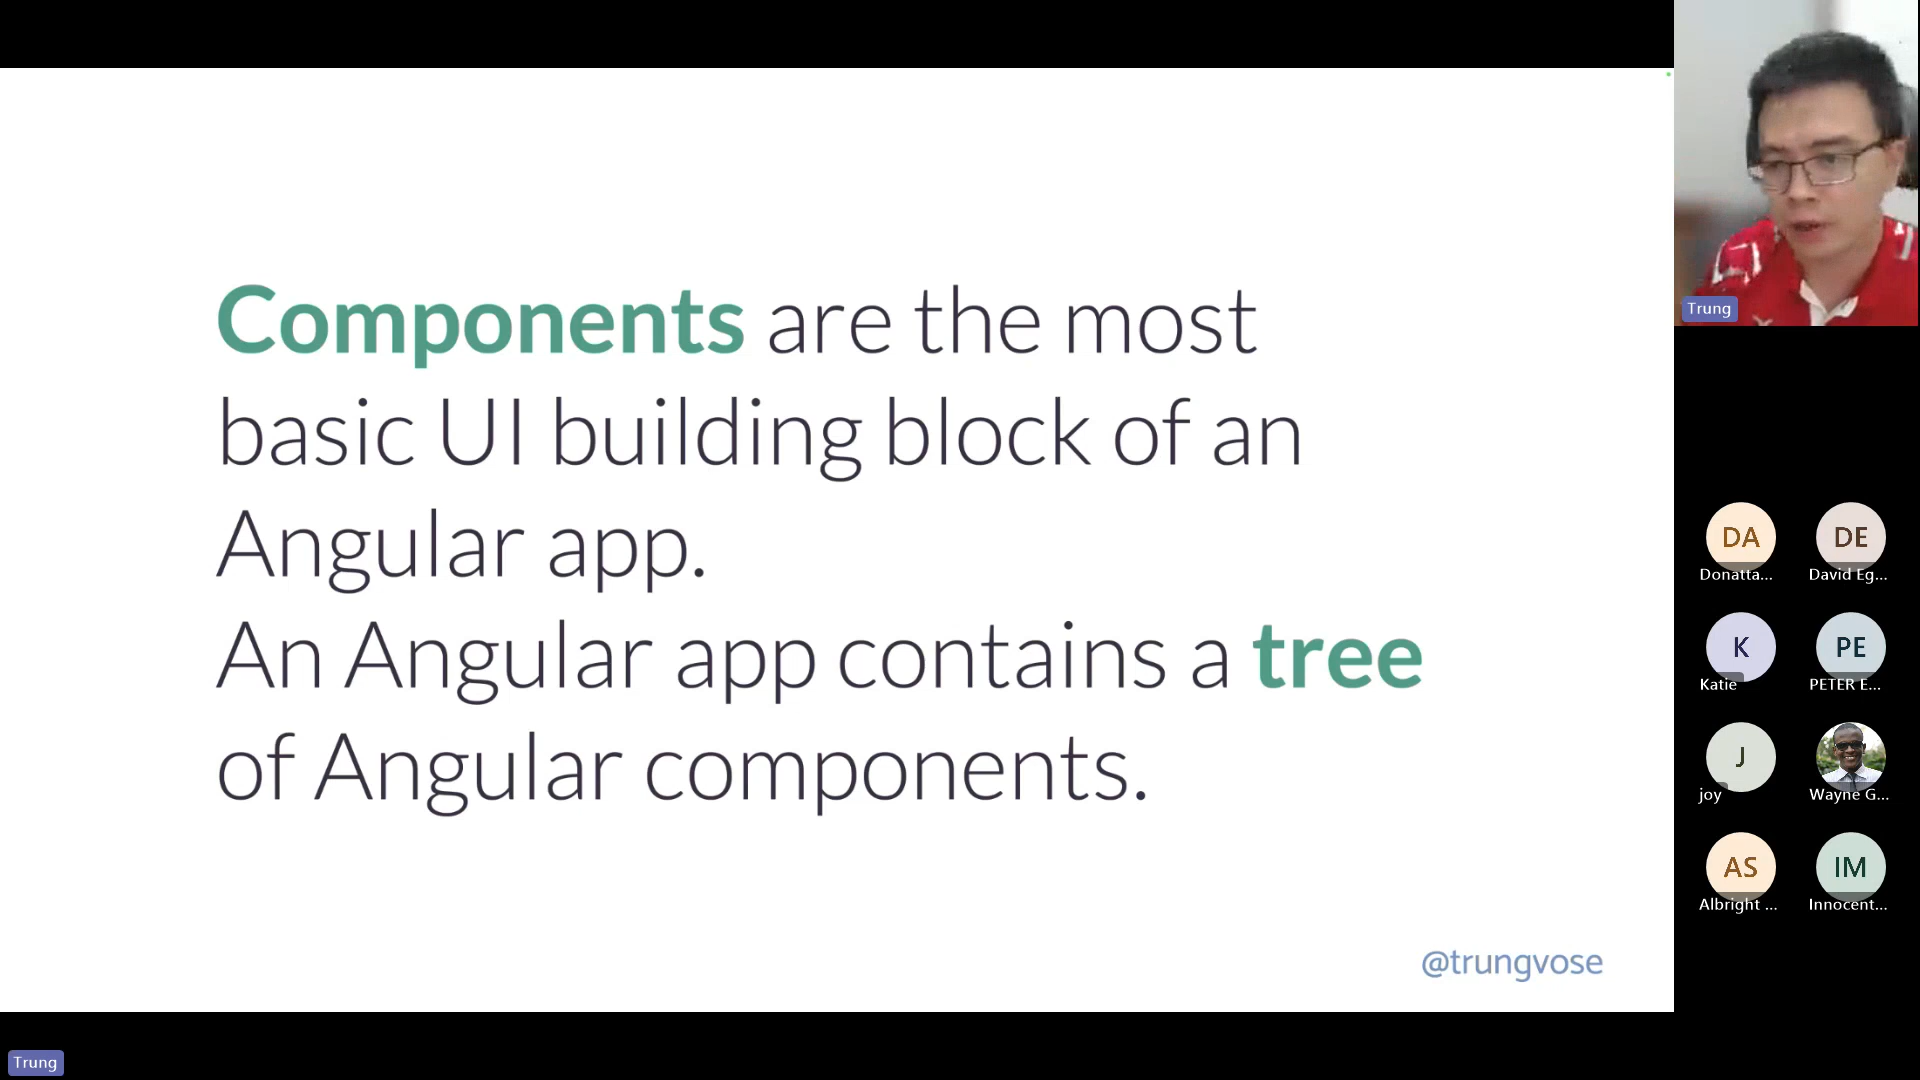 Components are the most
basic UI building block of an
Angular app.
An Angular app contains a tree
of Angular components.
@trungvose
Trung
Trung
DA
Donatta...
DE
David Eg...
K
Katie
PE
PETER E...
J
joy
Wayne G...
AS
Albright ...
IM
Innocent...